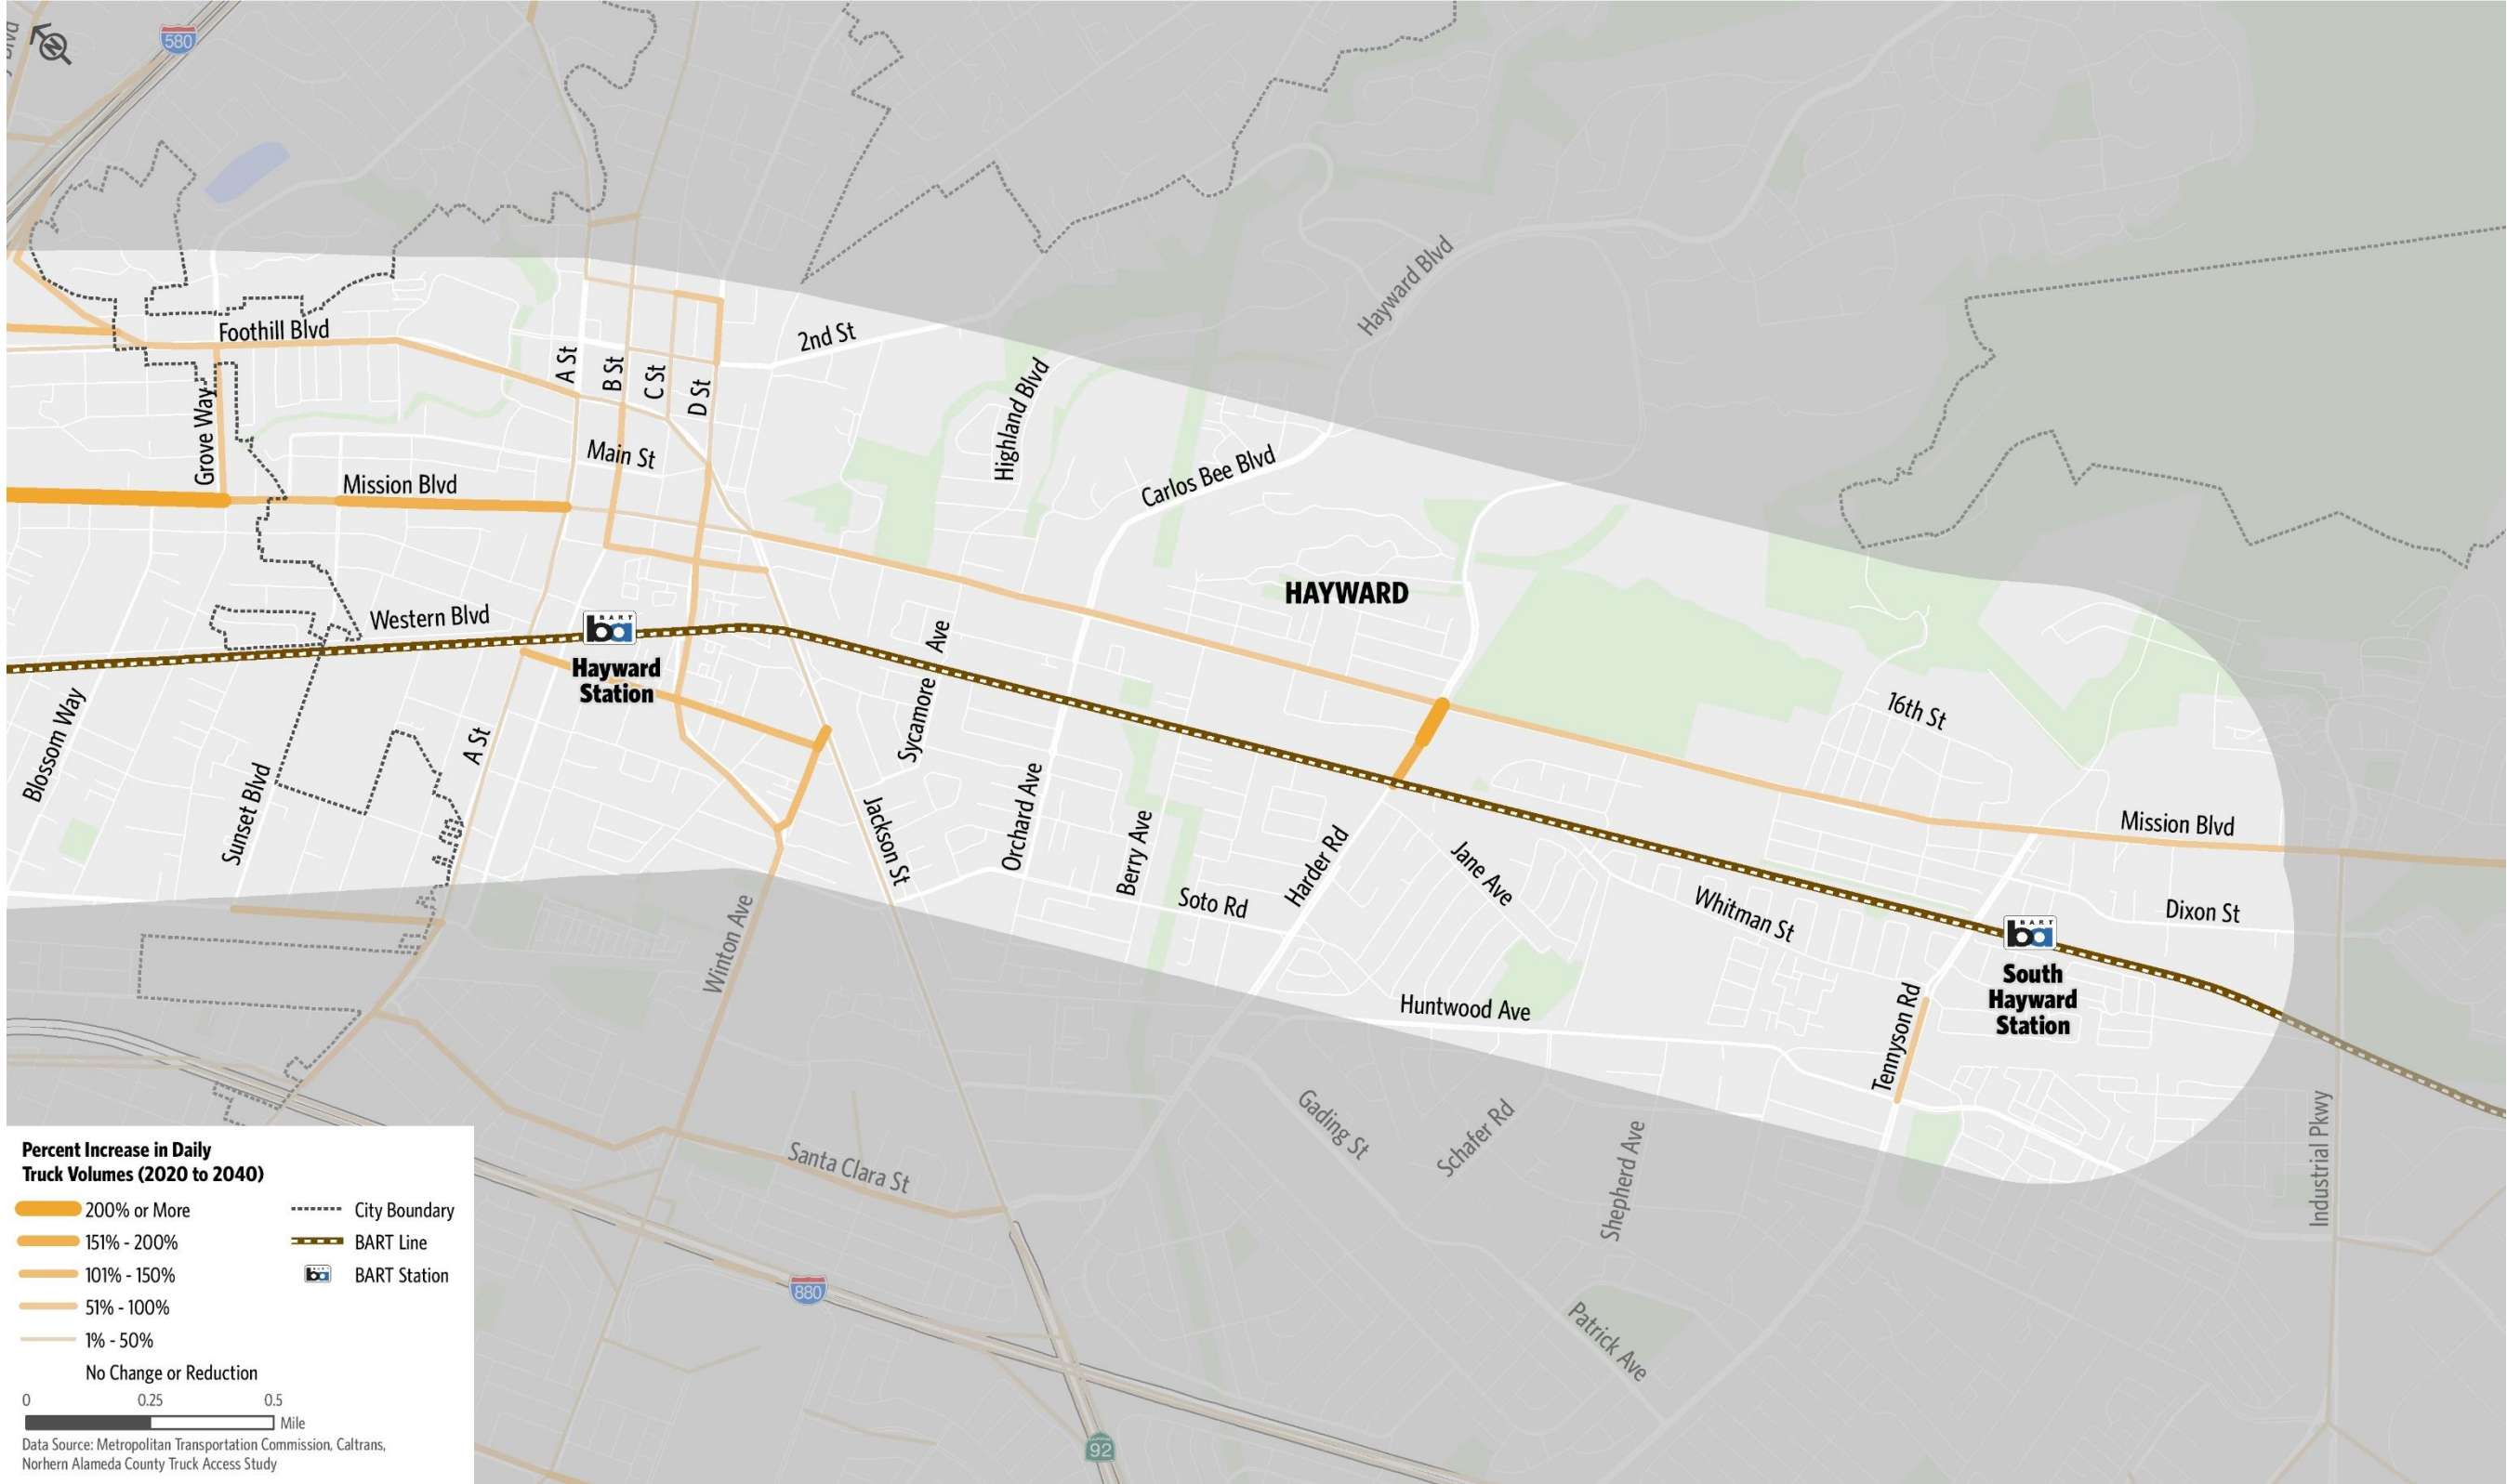 580
N
Blvd
Foothill Blvd
Grove Way
Mission Blvd
A St
B St
C St
D St
Main St
2nd St
Highland Blvd
Carlos Bee Blvd
Hayward Blvd
HAYWARD
Western Blvd
BART
ba
Hayward
Station
Sycamore
Ave
Blossom Way
Sunset Blvd
A St
Jackson St
Orchard Ave
Berry Ave
Soto Rd
Harder Rd
Jane Ave
Whitman St
16th St
Mission Blvd
Dixon St
BART
ba
South
Hayward
Station
Tennyson Rd
Huntwood Ave
Winton Ave
Santa Clara St
Gading St
Schafer Rd
Shepherd Ave
Patrick Ave
Industrial Pkwy
880
92
Percent Increase in Daily
Truck Volumes (2020 to 2040)
200% or More
151% - 200%
101% - 150%
51% - 100%
1% - 50%
No Change or Reduction
City Boundary
BART Line
ba
BART Station
0 0.25 0.5
Mile
Data Source: Metropolitan Transportation Commission, Caltrans,
Norhern Alameda County Truck Access Study